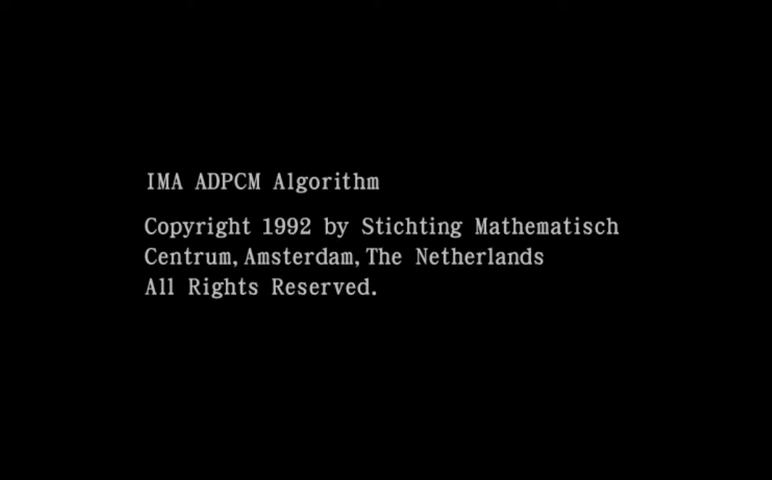 IMA ADPCM Algorithm
Copyright 1992 by Stichting Mathematisch
Centrum, Amsterdam, The Netherlands
All Rights Reserved.